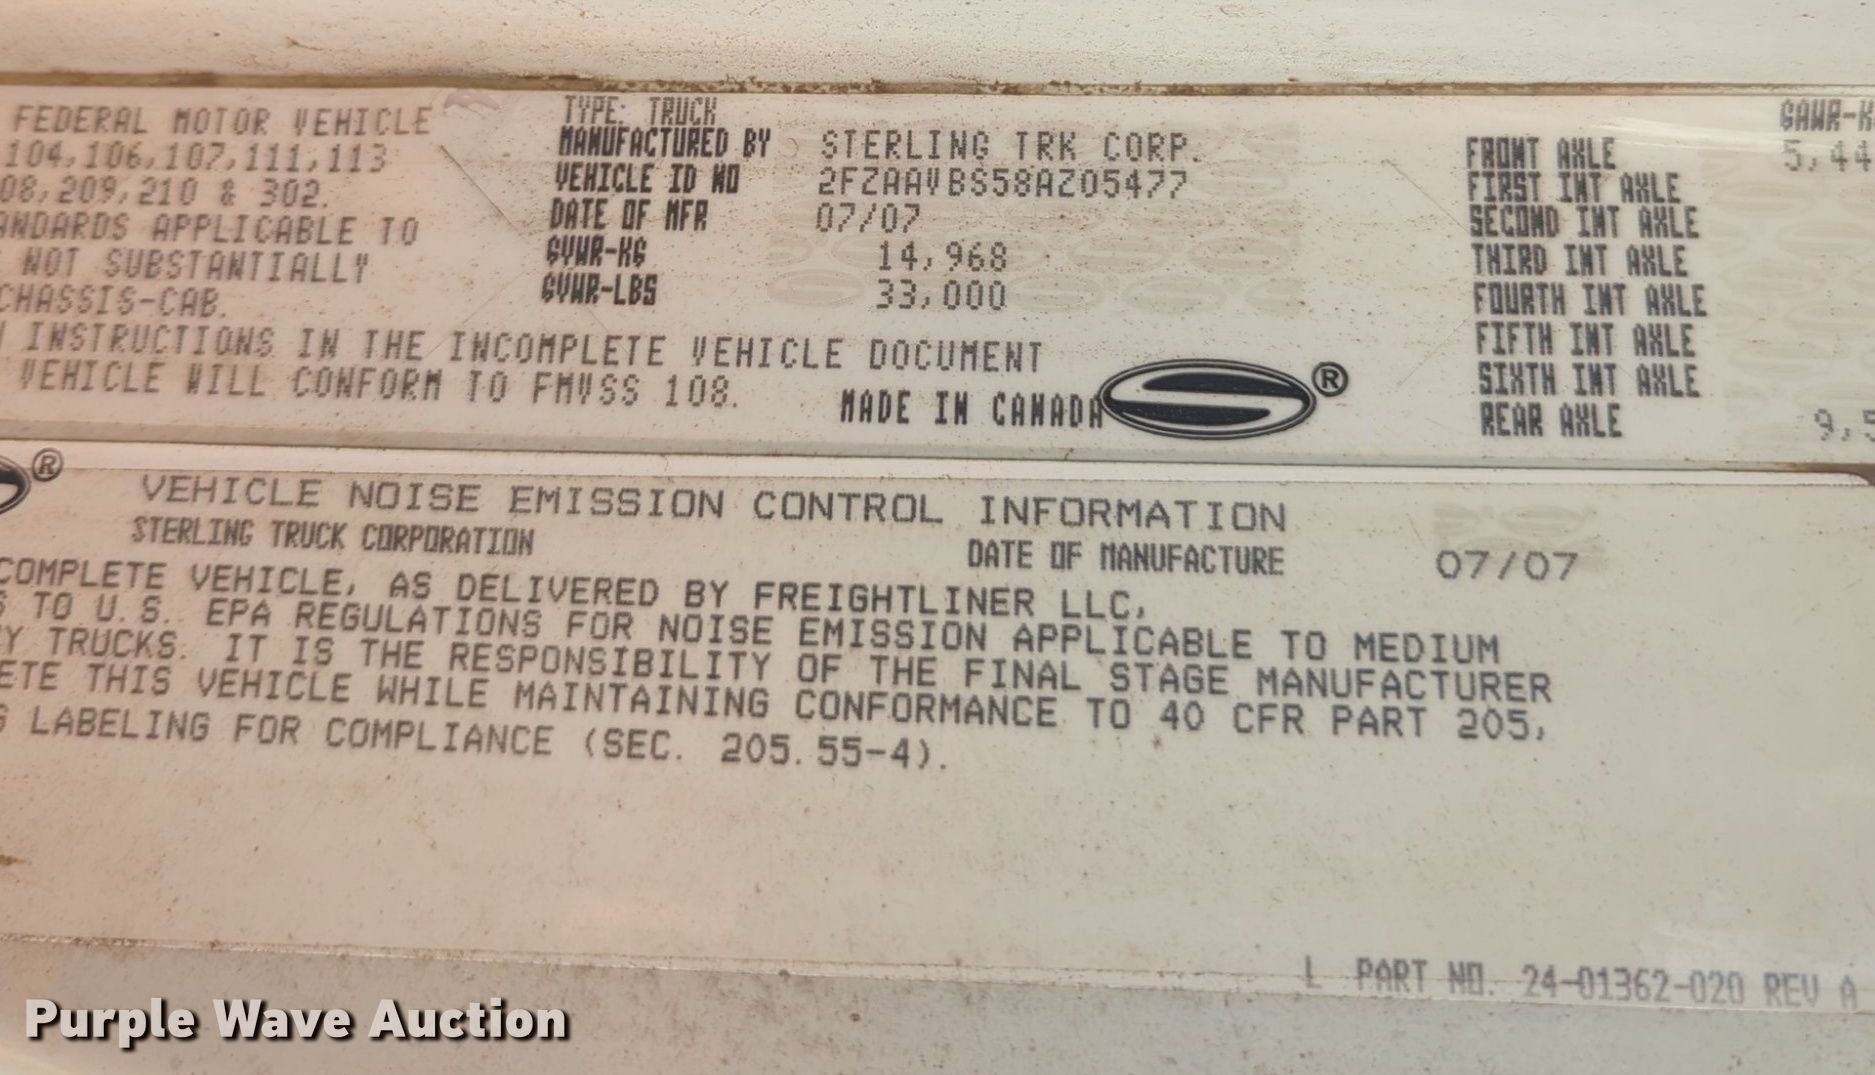 FEDERAL MOTOR VEHICLE
104,106,107,111,113
08,209,210 & 302.
ANDARDS APPLICABLE TO
NOT SUBSTANTIALLY
CHASSIS-CAB.
INSTRUCTIONS IN THE INCOMPLETE VEHICLE DOCUMENT
VEHICLE WILL CONFORM TO FMVSS 108.
TYPE: TRUCK
MANUFACTURED BY STERLING TRK CORP.
VEHICLE ID NO 2FZAAVBS58AZ05477
DATE OF MFR 07/07
GVWR-KG 14,968
GVWR-LBS 33,000
MADE IN CANADA
®
GAWR-K
FRONT AXLE 5,44
FIRST INT AXLE
SECOND INT AXLE
THIRD INT AXLE
FOURTH INT AXLE
FIFTH INT AXLE
SIXTH INT AXLE
REAR AXLE 9,5
®
VEHICLE NOISE EMISSION CONTROL INFORMATION
STERLING TRUCK CORPORATION
DATE OF MANUFACTURE 07/07
COMPLETE VEHICLE, AS DELIVERED BY FREIGHTLINER LLC,
S TO U.S. EPA REGULATIONS FOR NOISE EMISSION APPLICABLE TO MEDIUM
Y TRUCKS. IT IS THE RESPONSIBILITY OF THE FINAL STAGE MANUFACTURER
ETE THIS VEHICLE WHILE MAINTAINING CONFORMANCE TO 40 CFR PART 205,
G LABELING FOR COMPLIANCE (SEC. 205.55-4).
L PART NO. 24-01362-020 REV A
Purple Wave Auction